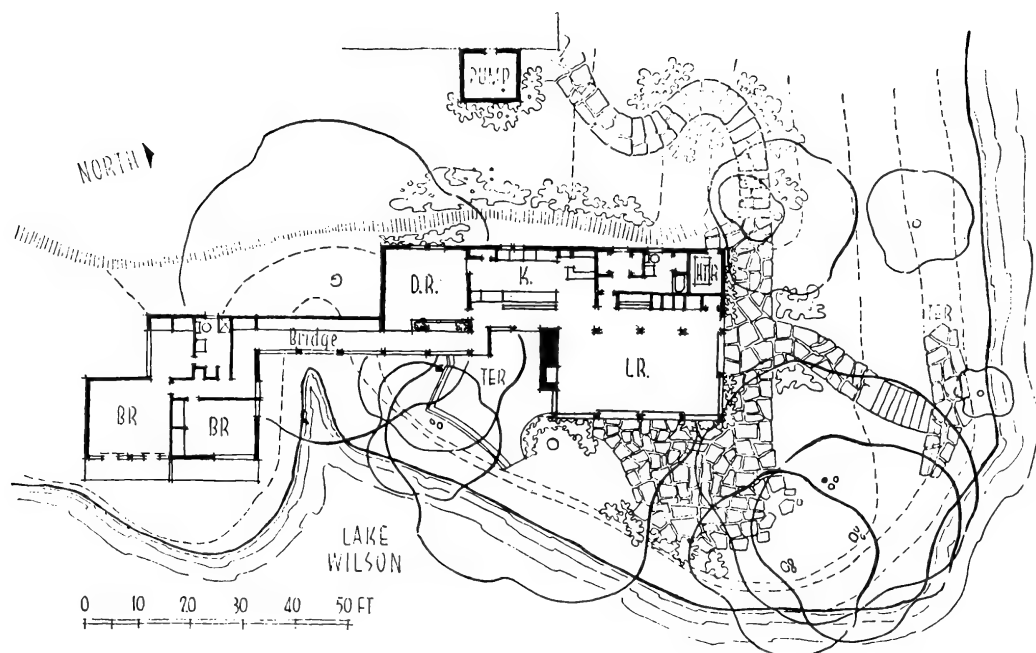 PUMP
NORTH
D.R.
K.
HTR
TER
Bridge
TER
L.R.
BR
BR
LAKE
WILSON
0 10 20 30 40 50 FT